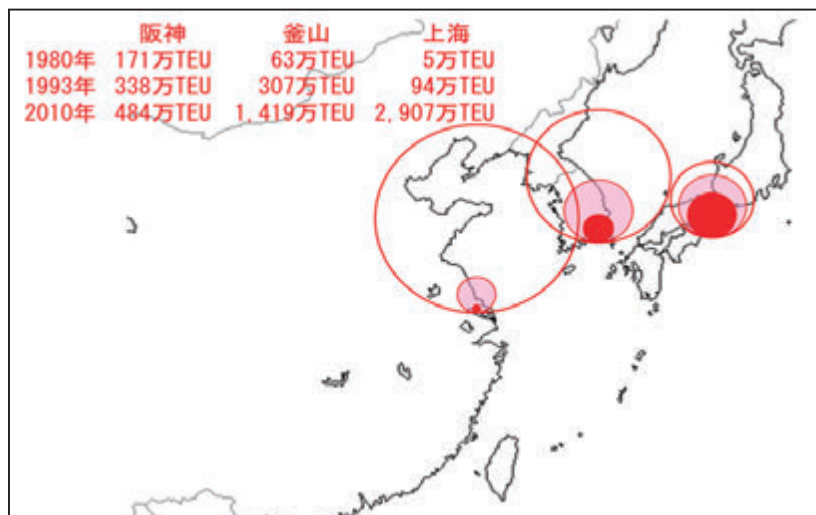 阪神 釜山 上海
1980年 171万TEU 63万TEU 5万TEU
1993年 338万TEU 307万TEU 94万TEU
2010年 484万TEU 1,419万TEU 2,907万TEU